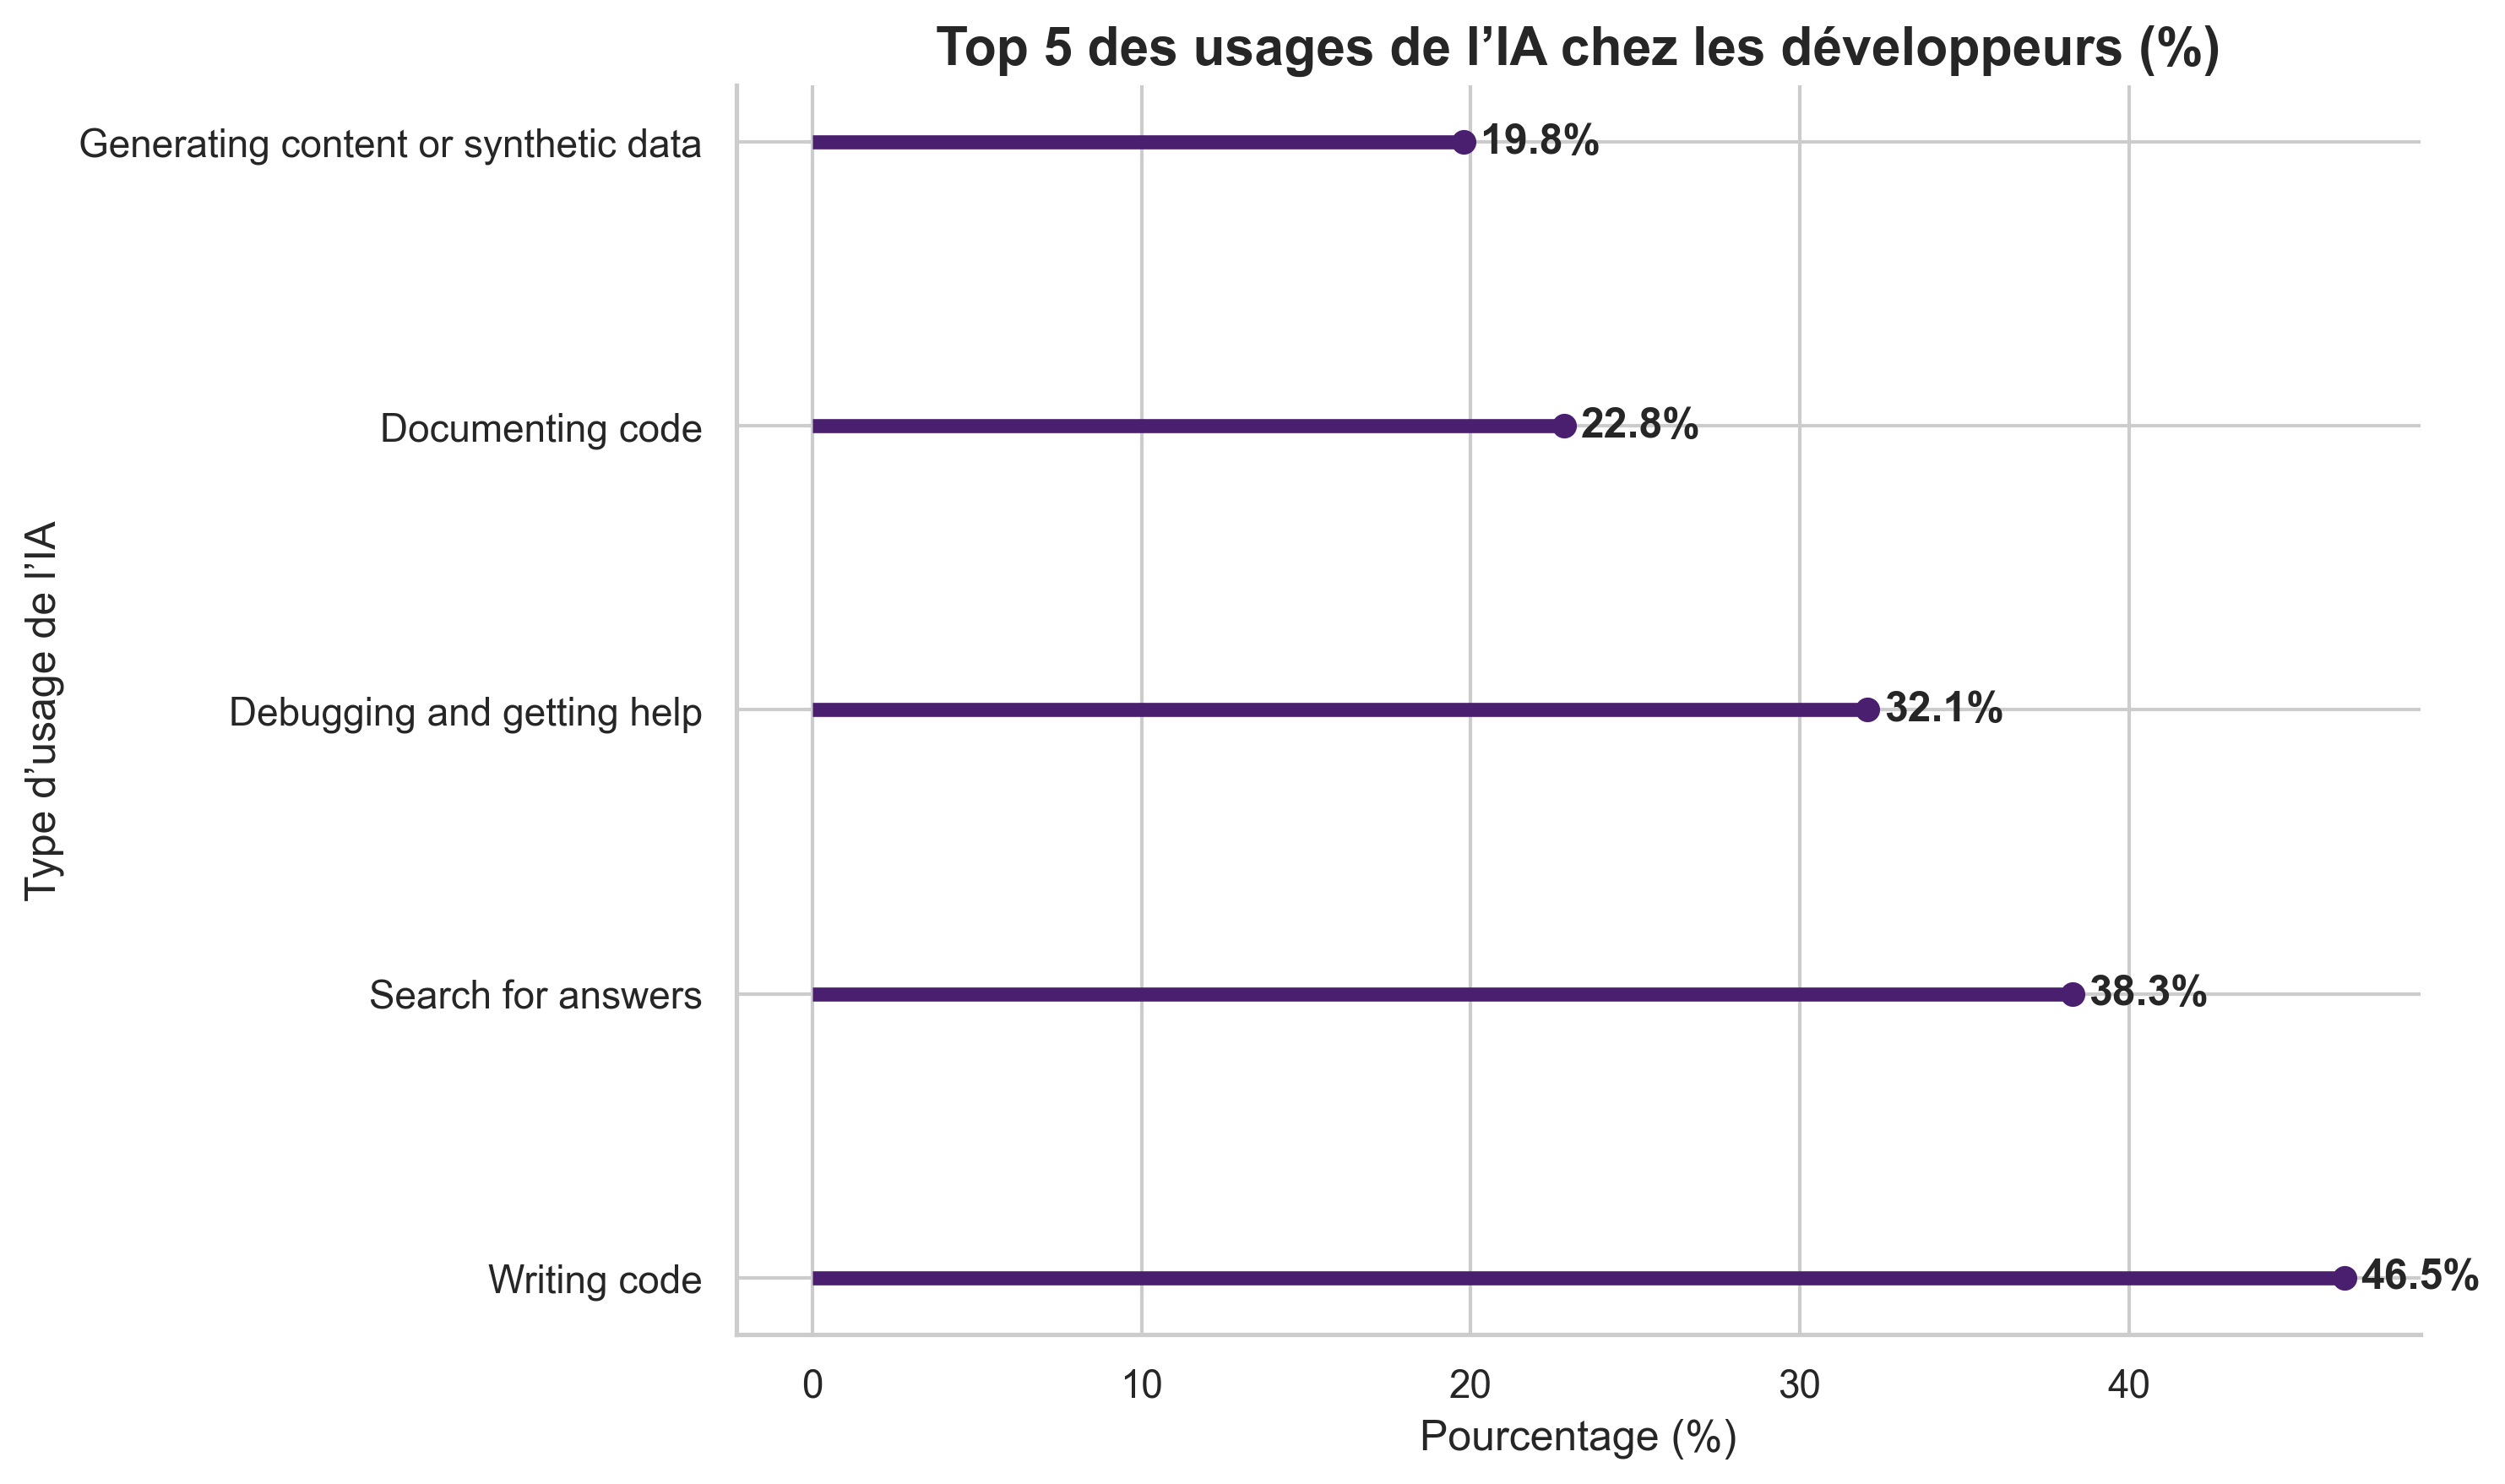 Top 5 des usages de l’IA chez les développeurs (%)
Generating content or synthetic data
19.8%
Documenting code
22.8%
Debugging and getting help
32.1%
Search for answers
38.3%
Writing code
46.5%
Type d’usage de l’IA
0 10 20 30 40
Pourcentage (%)